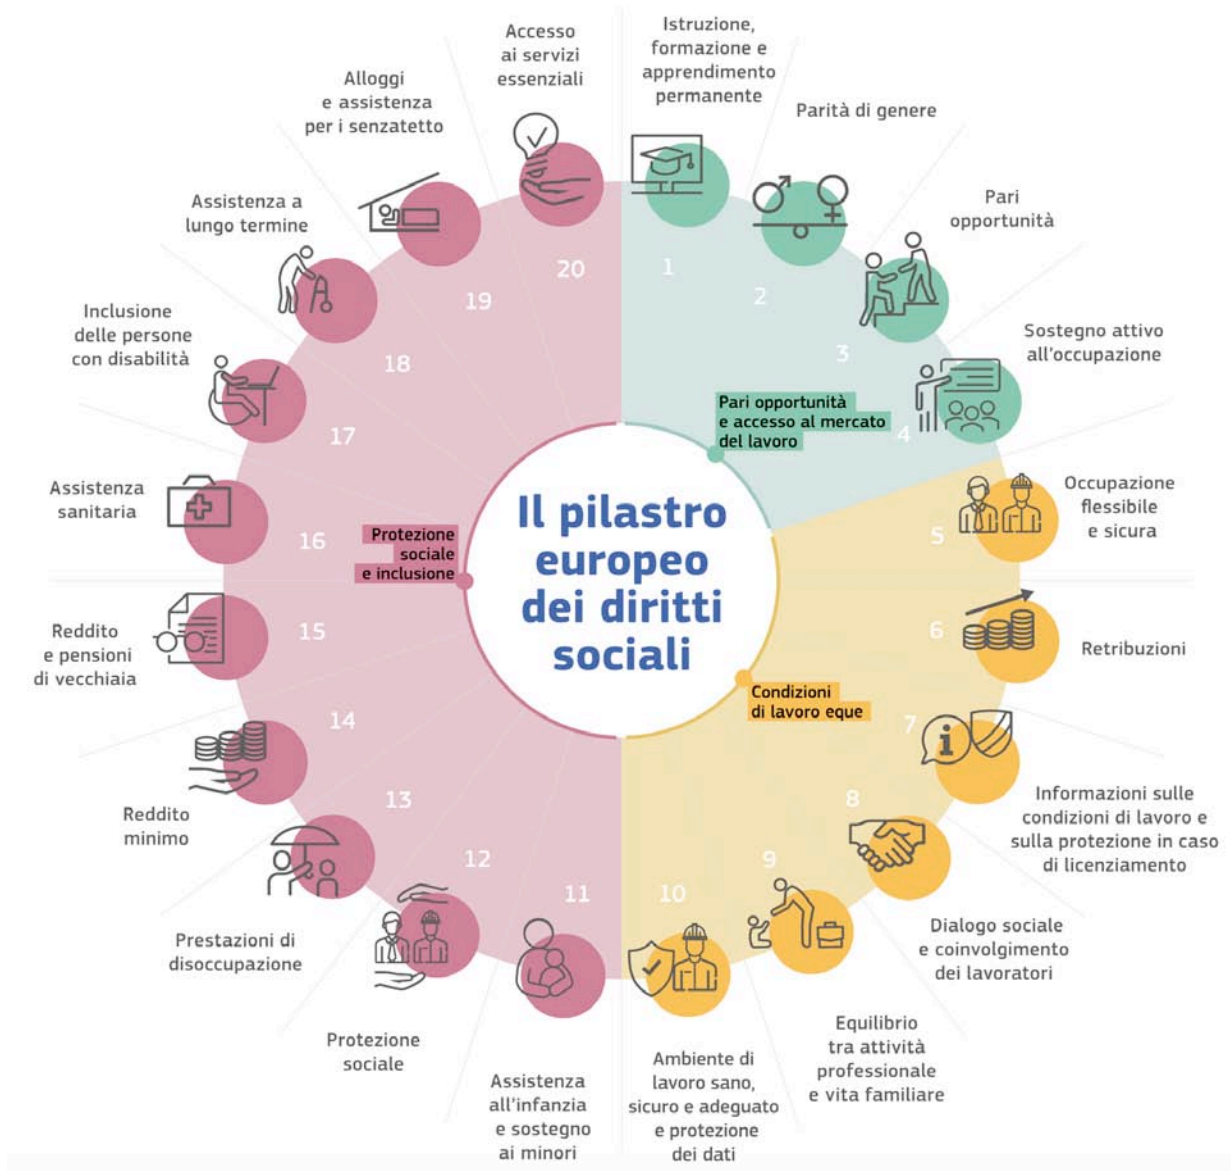 Il pilastro
europeo
dei diritti
sociali
Pari opportunità
e accesso al mercato
del lavoro
1
Istruzione,
formazione e
apprendimento
permanente
2
Parità di genere
3
Pari
opportunità
4
Sostegno attivo
all'occupazione
Condizioni
di lavoro eque
5
Occupazione
flessibile
e sicura
6
Retribuzioni
7
Informazioni sulle
condizioni di lavoro e
sulla protezione in caso
di licenziamento
8
Dialogo sociale
e coinvolgimento
dei lavoratori
9
Equilibrio
tra attività
professionale
e vita familiare
10
Ambiente di
lavoro sano,
sicuro e adeguato
e protezione
dei dati
Protezione
sociale
e inclusione
11
Assistenza
all'infanzia
e sostegno
ai minori
12
Protezione
sociale
13
Prestazioni di
disoccupazione
14
Reddito
minimo
15
Reddito
e pensioni
di vecchiaia
16
Assistenza
sanitaria
17
Inclusione
delle persone
con disabilità
18
Assistenza a
lungo termine
19
Alloggi
e assistenza
per i senzatetto
20
Accesso
ai servizi
essenziali
i